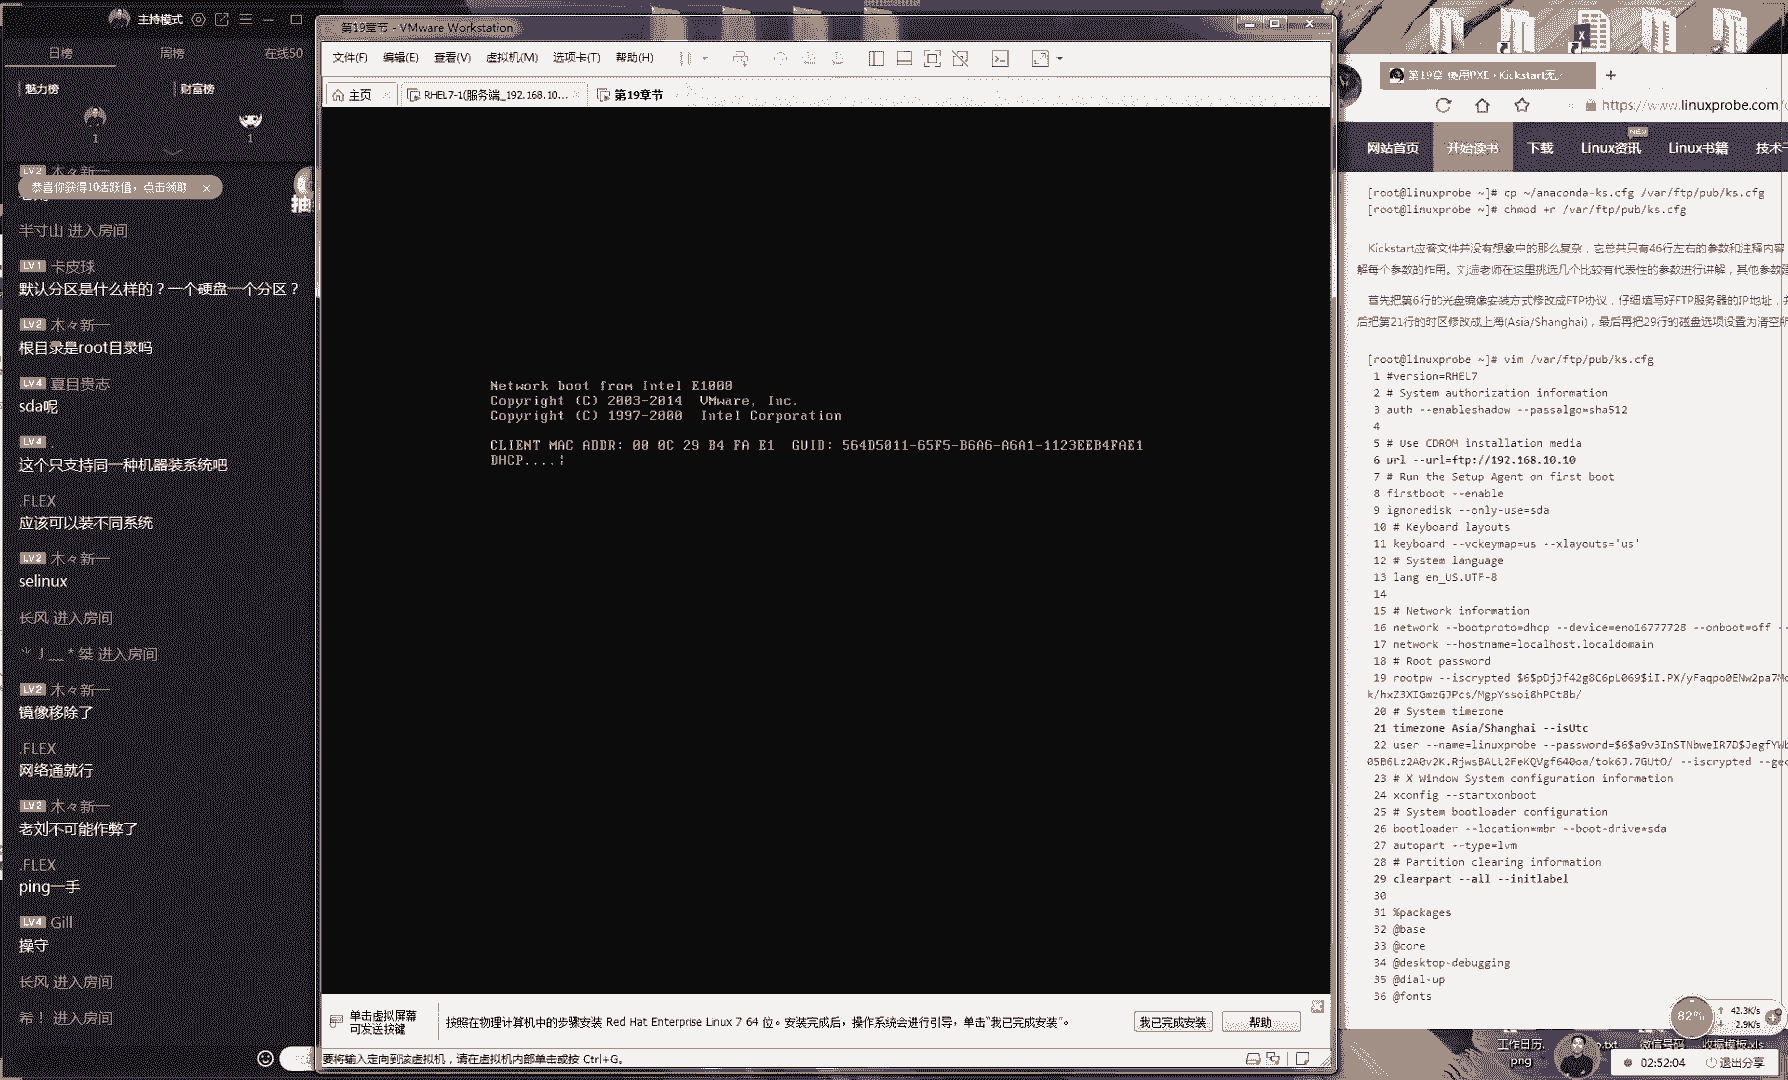 主持模式
日榜
周榜
在线50
魅力榜
财富榜
1
1
LV2 木々新一
恭喜你获得10活跃值，点击领取
半寸山 进入房间
LV1 卡皮球
默认分区是什么样的？一个硬盘一个分区？
LV2 木々新一
根目录是root目录吗
LV4 夏目贵志
sda呢
LV4 .
这个只支持同一种机器装系统吧
.FLEX
应该可以装不同系统
LV2 木々新一
selinux
长风 进入房间
桀 进入房间
LV2 木々新一
镜像移除了
.FLEX
网络通就行
LV2 木々新一
老刘不可能作弊了
.FLEX
ping一手
LV4 Gill
操守
长风 进入房间
希！ 进入房间
第19章节 - VMware Workstation
文件(F) 编辑(E) 查看(V) 虚拟机(M) 选项卡(T) 帮助(H)
主页
RHEL7-1(服务端_192.168.10...
第19章节
Network boot from Intel E1000
Copyright (C) 2003-2014 VMware, Inc.
Copyright (C) 1997-2000 Intel Corporation
CLIENT MAC ADDR: 00 0C 29 B4 FA E1 GUID: 564D5011-65F5-B6A6-A6A1-1123EEB4FAE1
DHCP....
单击虚拟屏幕
可发送按键
按照在物理计算机中的步骤安装 Red Hat Enterprise Linux 7 64 位。安装完成后，操作系统会进行引导，单击“我已完成安装”。
我已完成安装
帮助
要将输入定向到该虚拟机，请在虚拟机内部单击或按 Ctrl+G。
第19章 使用PXE+Kickstart无
https://www.linuxprobe.com
网站首页 开始读书 下载 Linux资讯 Linux书籍
[root@linuxprobe ~]# cp ~/anaconda-ks.cfg /var/ftp/pub/ks.cfg
[root@linuxprobe ~]# chmod +r /var/ftp/pub/ks.cfg
Kickstart应答文件并没有想象中的那么复杂，它总共只有46行左右的参数和注释内容
解每个参数的作用。刘遄老师在这里挑选几个比较有代表性的参数进行讲解，其他参数
首先把第6行的光盘镜像安装方式修改成FTP协议，仔细填写好FTP服务器的IP地址，
后把第21行的时区修改成上海(Asia/Shanghai)，最后再把29行的磁盘选项设置为清空所
[root@linuxprobe ~]# vim /var/ftp/pub/ks.cfg
1 #version=RHEL7
2 # System authorization information
3 auth --enableshadow --passalgo=sha512
4
5 # Use CDROM installation media
6 url --url=ftp://192.168.10.10
7 # Run the Setup Agent on first boot
8 firstboot --enable
9 ignoredisk --only-use=sda
10 # Keyboard layouts
11 keyboard --vckeymap=us --xlayouts='us'
12 # System language
13 lang en_US.UTF-8
14
15 # Network information
16 network --bootproto=dhcp --device=eno16777728 --onboot=off
17 network --hostname=localhost.localdomain
18 # Root password
19 rootpw --iscrypted $6$pDjJf42g8C6pL069$iI.PX/yFaqpo0ENw2pa7Mo
k/hxZ3XIGmzGJPcs/MgpYssoi8hPCt8b/
20 # System timezone
21 timezone Asia/Shanghai --isUtc
22 user --name=linuxprobe --password=$6$a9v3InSTNbweIR7D$JegfYWb
05B6Lz2A0v2K.RjwsBALL2FeKQVgf640oa/tok6J.7GUtO/ --iscrypted --gec
23 # X Window System configuration information
24 xconfig --startxonboot
25 # System bootloader configuration
26 bootloader --location=mbr --boot-drive=sda
27 autopart --type=lvm
28 # Partition clearing information
29 clearpart --all --initlabel
30
31 %packages
32 @base
33 @core
34 @desktop-debugging
35 @dial-up
36 @fonts
82%
42.3K/s
2.9K/s
工作日历.
png
微信号码
收据模板.xls
02:52:04
退出分享